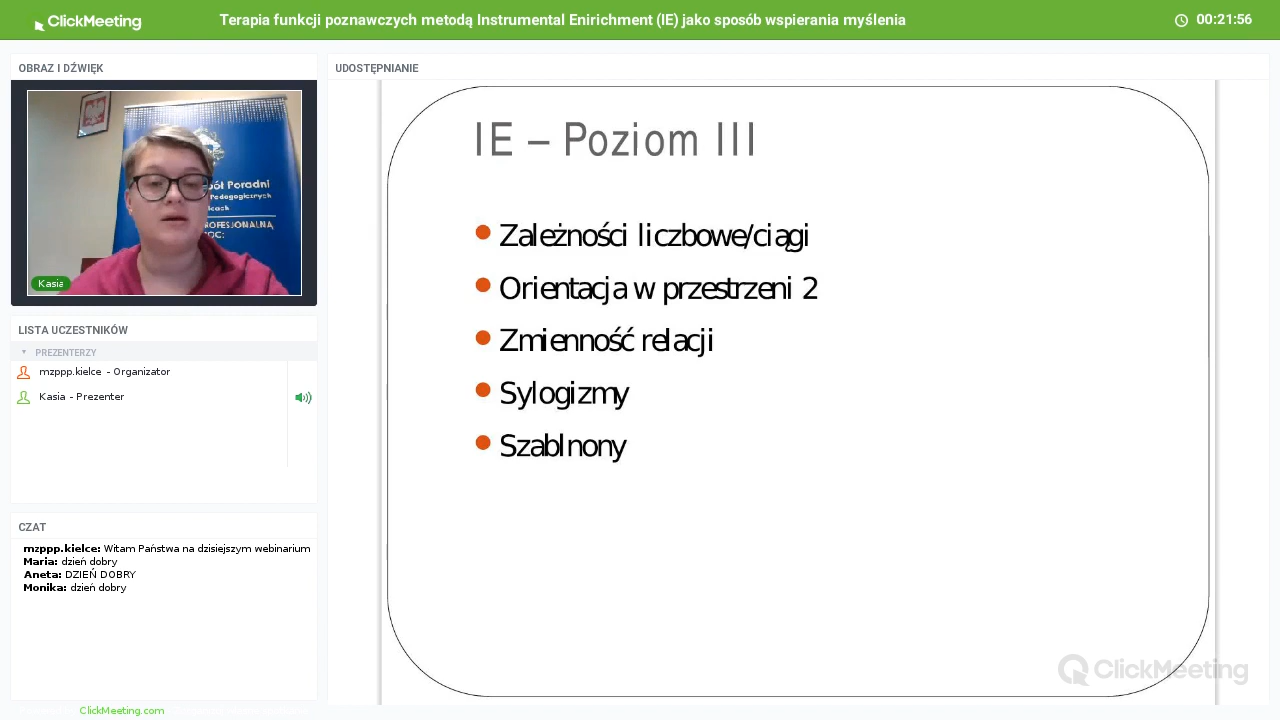 ClickMeeting
Terapia funkcji poznawczych metodą Instrumental Enirichment (IE) jako sposób wspierania myślenia
00:21:56
OBRAZ I DŹWIĘK
Poradni
Pedagogicznych
Kasia
LISTA UCZESTNIKÓW
PREZENTERZY
mzppp.kielce - Organizator
Kasia - Prezenter
CZAT
mzppp.kielce: Witam Państwa na dzisiejszym webinarium
Maria: dzień dobry
Aneta: DZIEŃ DOBRY
Monika: dzień dobry
ClickMeeting.com
UDOSTĘPNIANIE
IE – Poziom III
Zależności liczbowe/ciągi
Orientacja w przestrzeni 2
Zmienność relacji
Sylogizmy
Szablnony
ClickMeeting